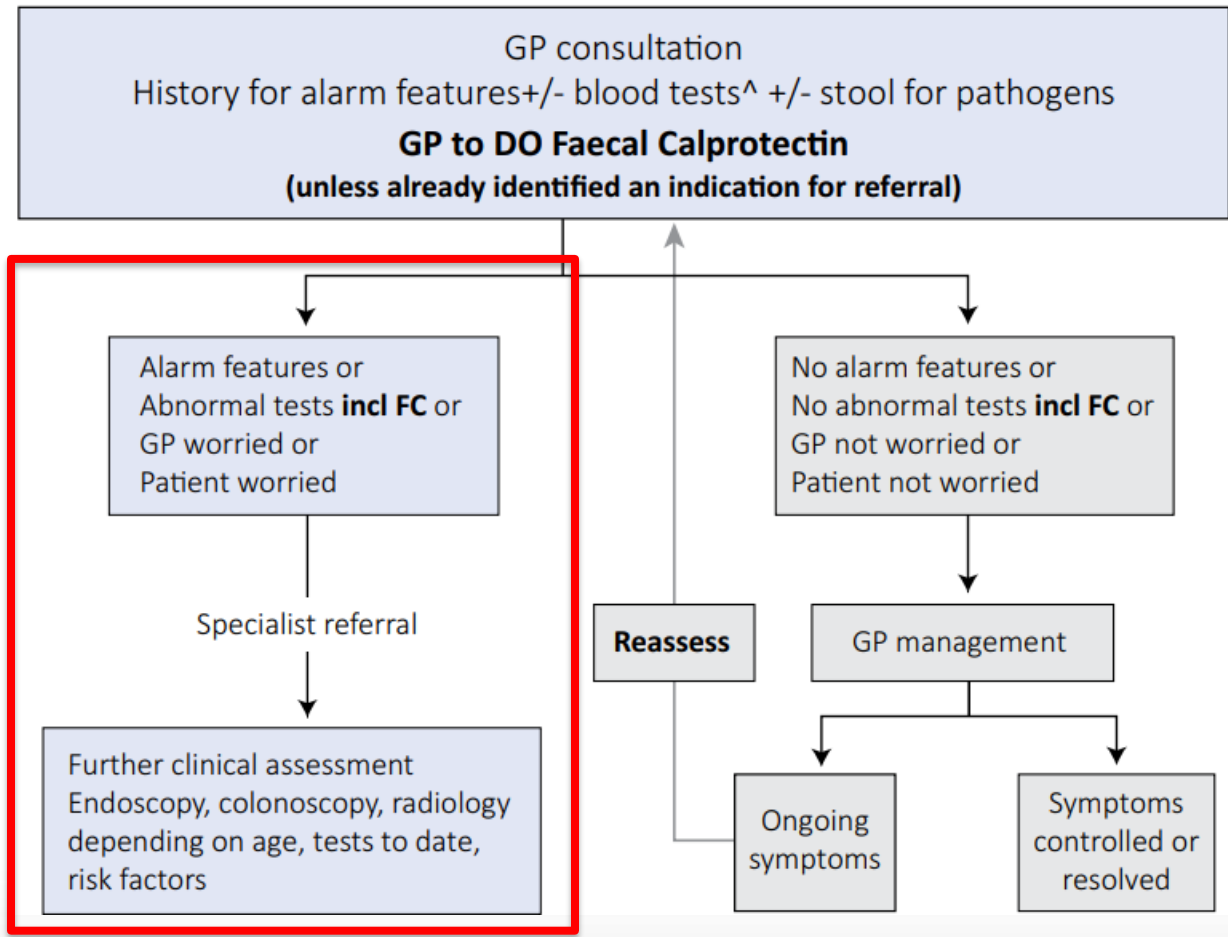 GP consultation
History for alarm features+/- blood tests^ +/- stool for pathogens
GP to DO Faecal Calprotectin
(unless already identified an indication for referral)
Alarm features or
Abnormal tests incl FC or
GP worried or
Patient worried
Specialist referral
Further clinical assessment
Endoscopy, colonoscopy, radiology
depending on age, tests to date,
risk factors
No alarm features or
No abnormal tests incl FC or
GP not worried or
Patient not worried
Reassess
GP management
Ongoing
symptoms
Symptoms
controlled or
resolved